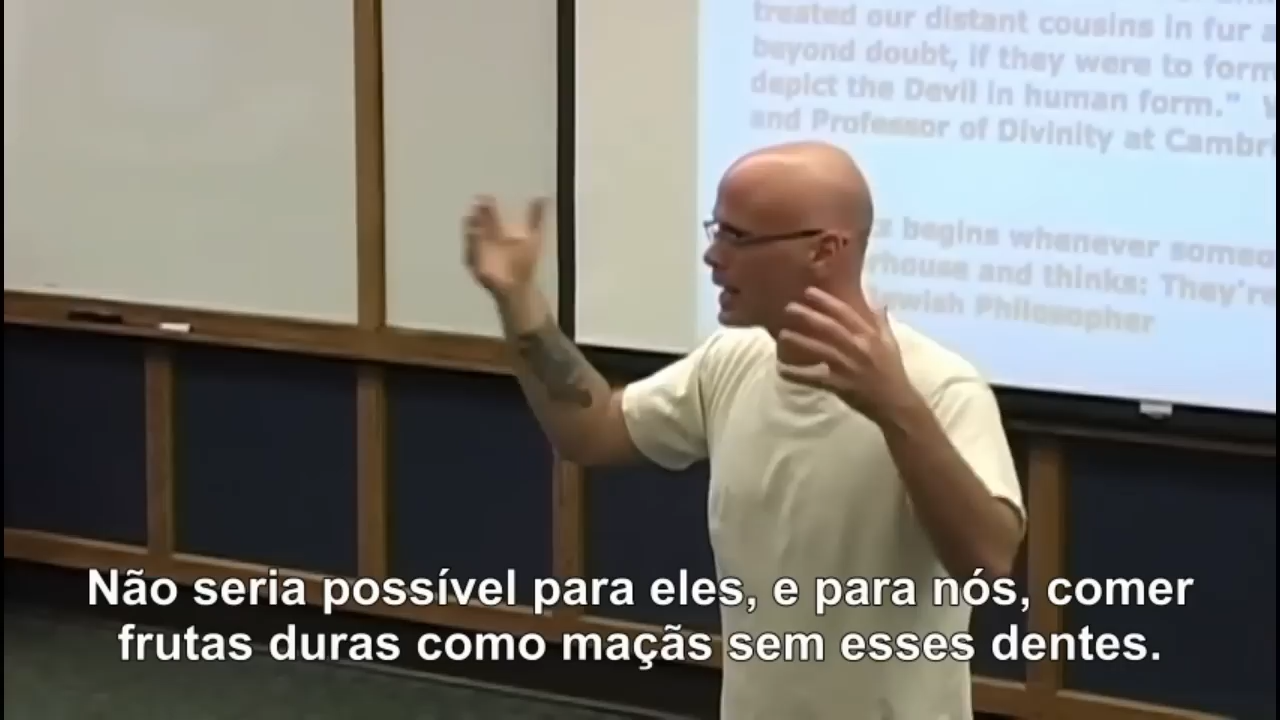 treated our distant cousins in fur a
beyond doubt, if they were to form
depict the Devil in human form."
and Professor of Divinity at Cambri
begins whenever someo
rhouse and thinks: They're
ewish Philosopher
Não seria possível para eles, e para nós, comer
frutas duras como maçãs sem esses dentes.